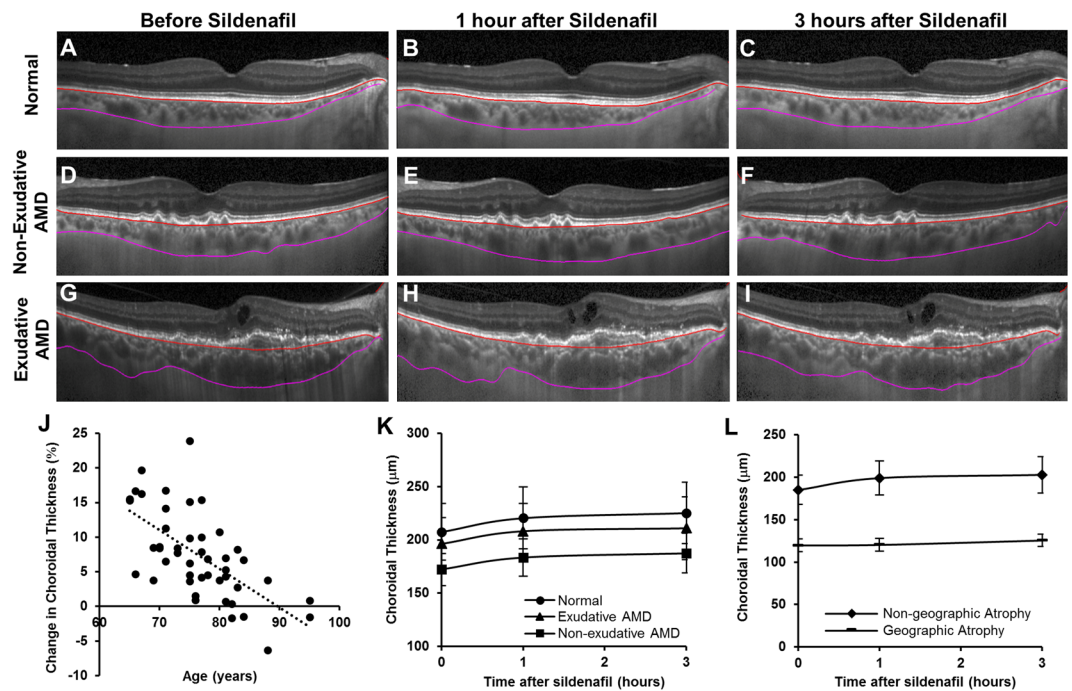 Before Sildenafil
1 hour after Sildenafil
3 hours after Sildenafil
Normal
A
B
C
Non-Exudative
AMD
D
E
F
Exudative
AMD
G
H
I
J
Change in Choroidal Thickness (%)
25
20
15
10
5
0
-5
-10
60
70
80
90
100
Age (years)
K
Choroidal Thickness (μm)
300
250
200
150
100
Normal
Exudative AMD
Non-exudative AMD
0
1
2
3
Time after sildenafil (hours)
L
Choroidal Thickness (μm)
250
200
150
100
50
0
Non-geographic Atrophy
Geographic Atrophy
0
1
2
3
Time after sildenafil (hours)